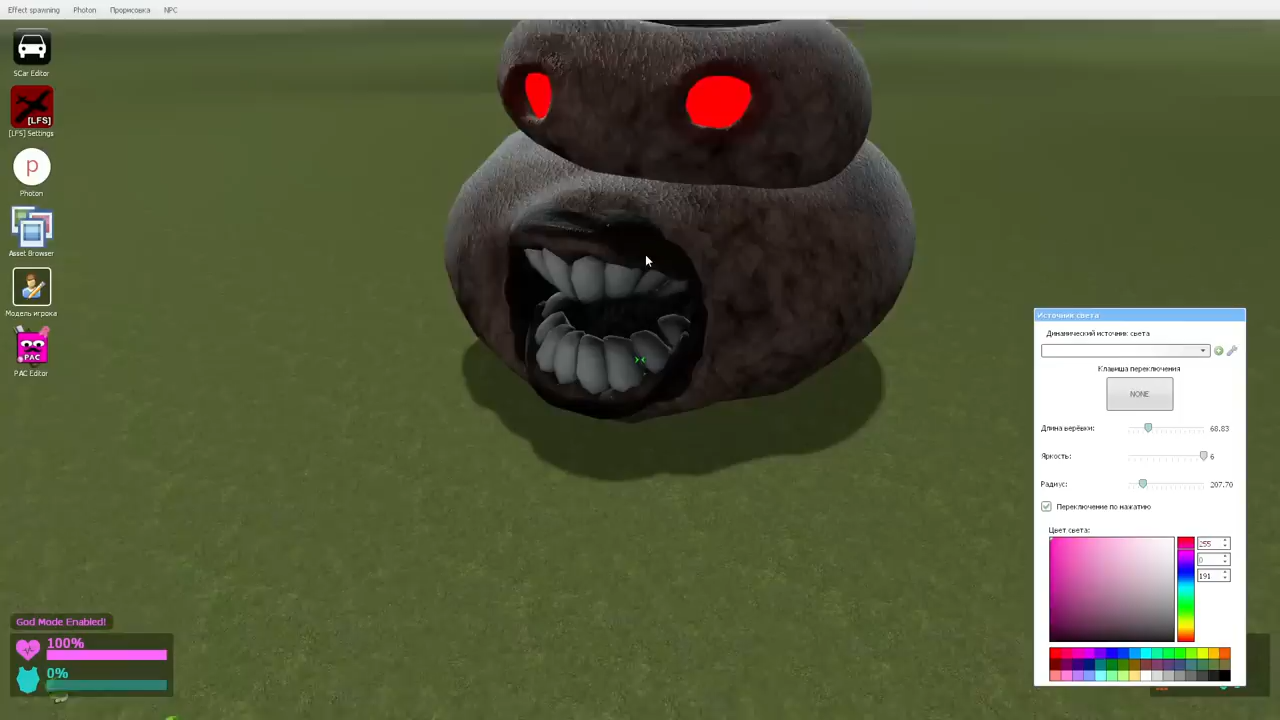 Effect spawning Photon Прорисовка NPC
SCar Editor
[LFS]
[LFS] Settings
p
Photon
Asset Browser
Модель игрока
PAC
PAC Editor
Источник света
Динамический источник света
Клавиша переключения
NONE
Длина верёвки: 68.83
Яркость: 6
Радиус: 207.70
Переключение по нажатию
Цвет света:
255
0
191
God Mode Enabled!
100%
0%